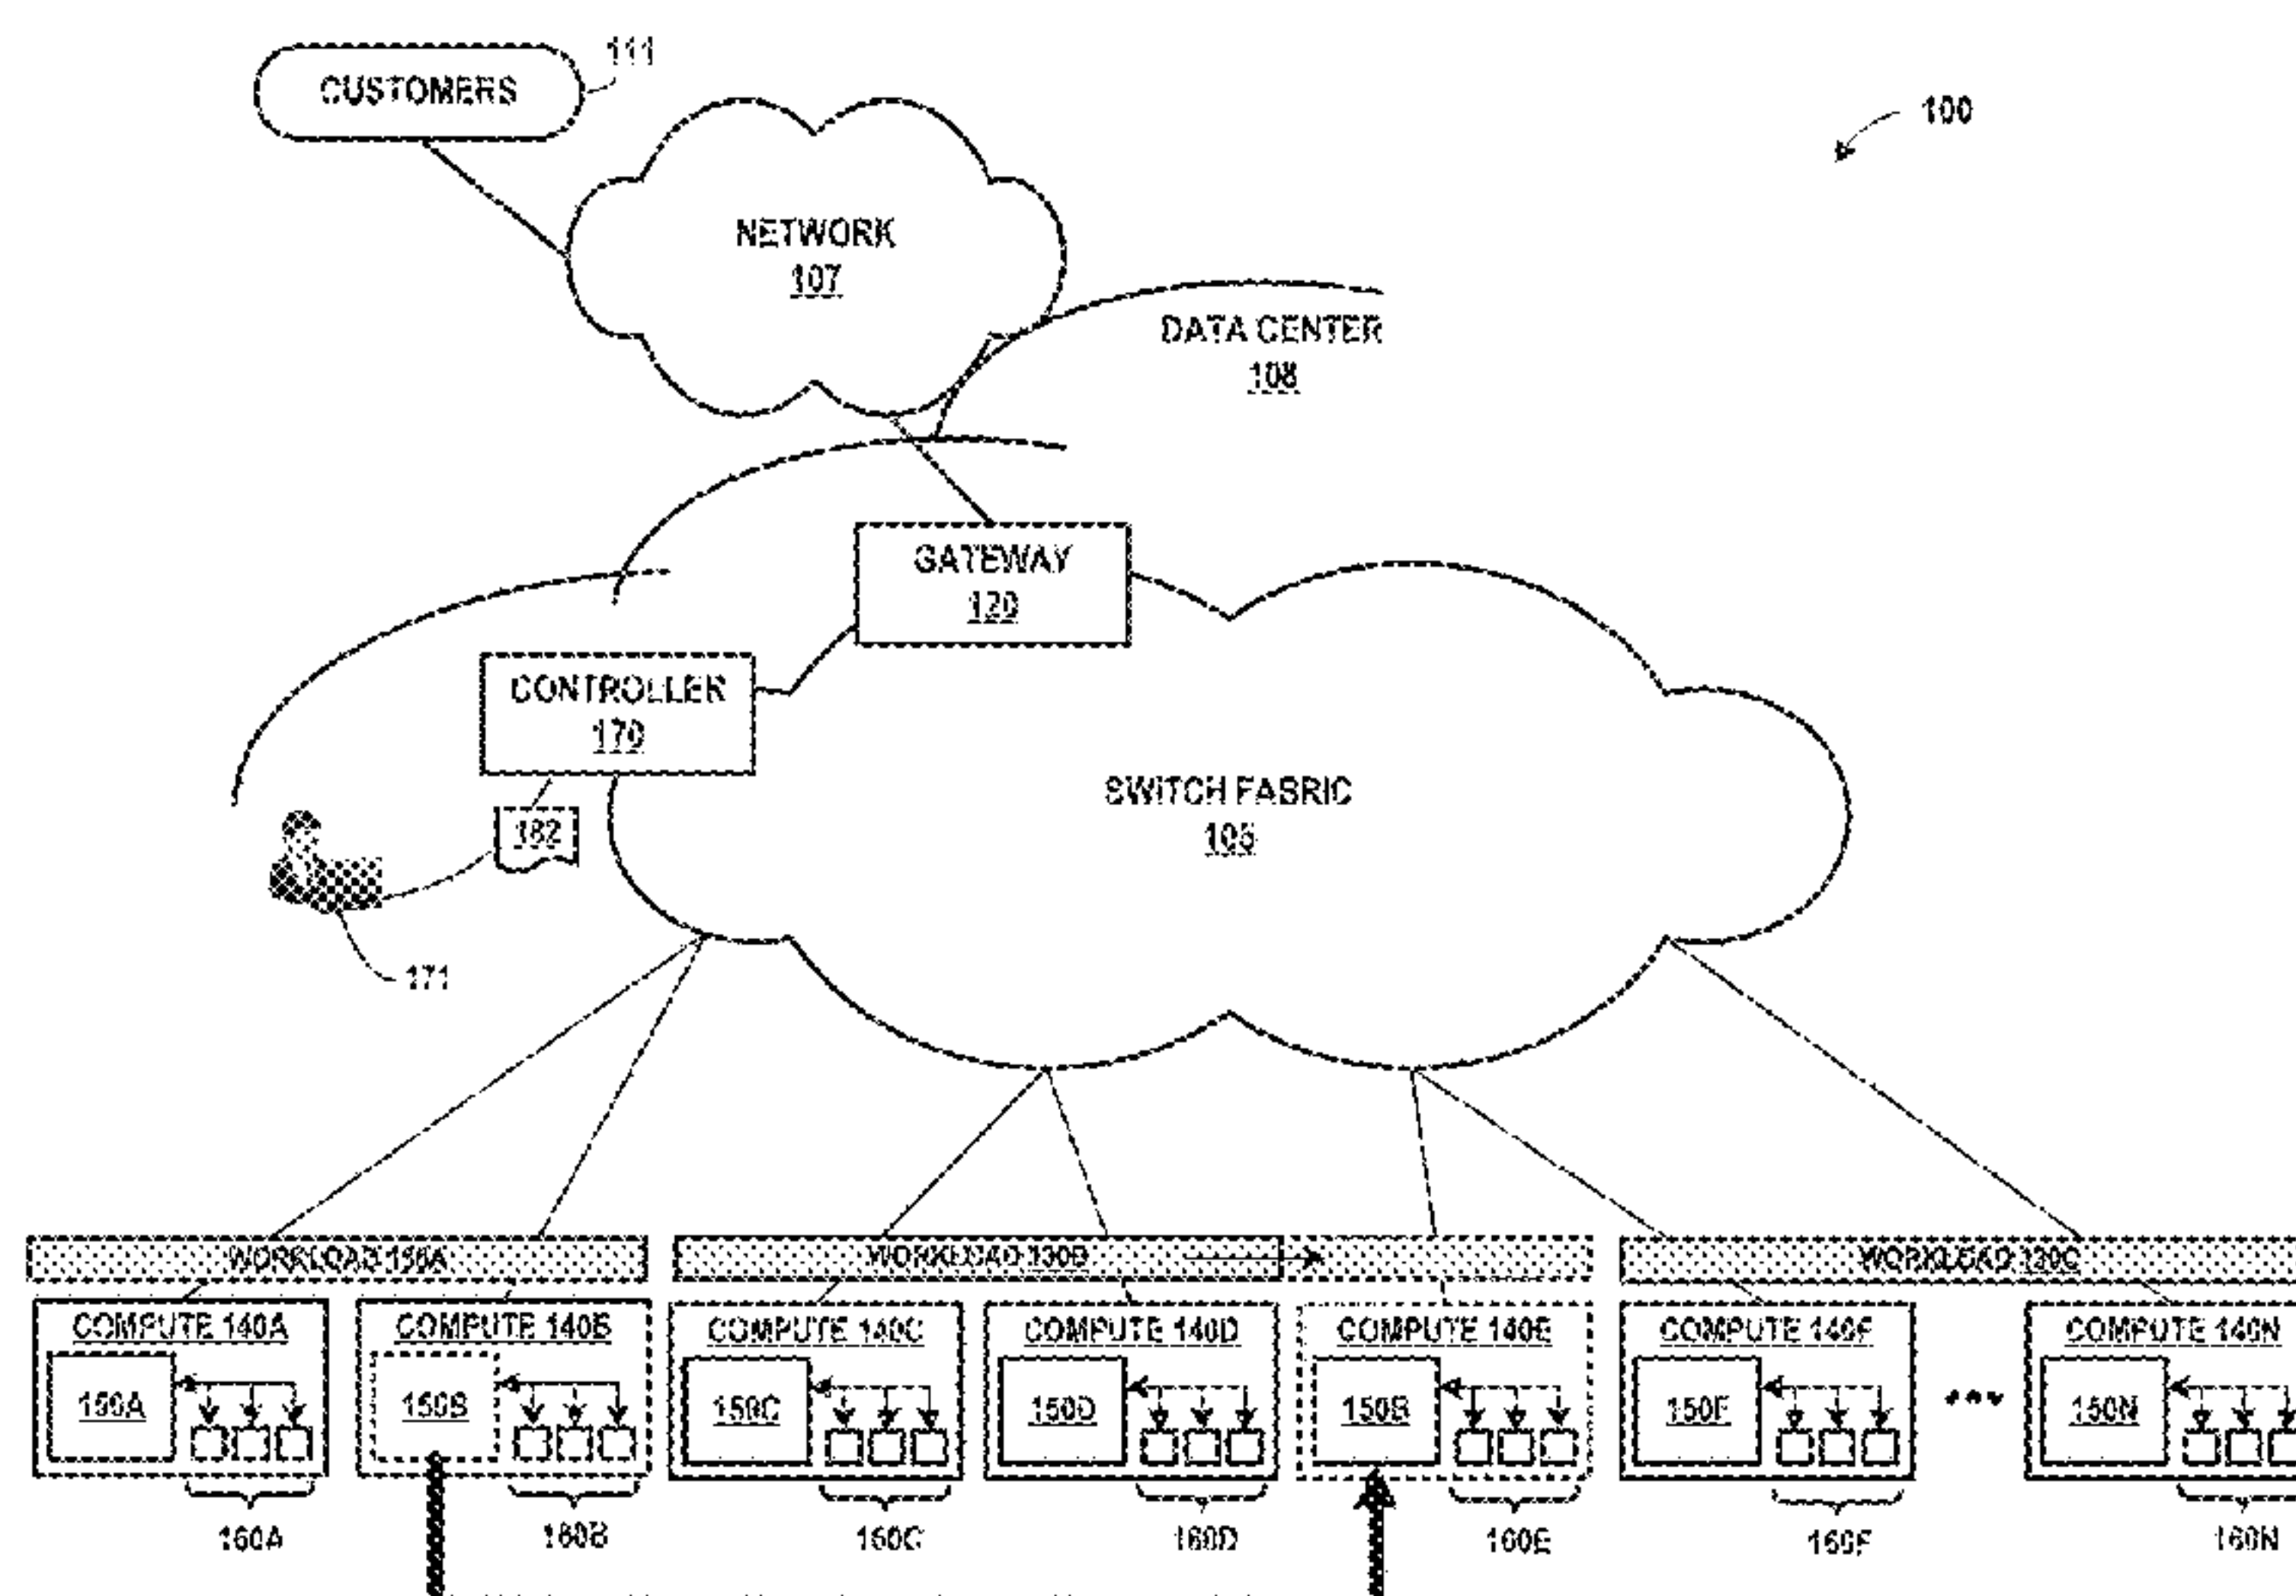 CUSTOMERS
111
100
NETWORK
107
DATA CENTER
108
GATEWAY
120
CONTROLLER
170
SWITCH FABRIC
105
182
171
WORKLOAD 130A
WORKLOAD 130B
WORKLOAD 130C
COMPUTE 140A
COMPUTE 140B
COMPUTE 140C
COMPUTE 140D
COMPUTE 140E
COMPUTE 140F
COMPUTE 140N
150A
150B
150C
150D
150B
150F
150N
160A
160B
160C
160D
160E
160F
160N